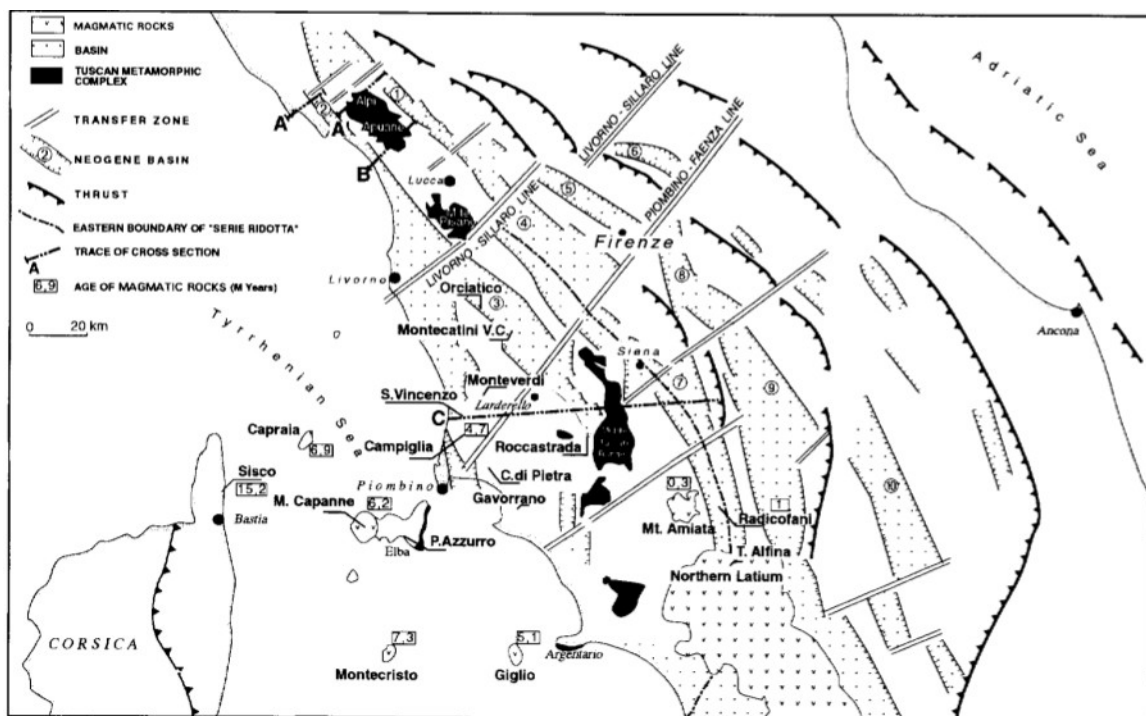 MAGMATIC ROCKS
BASIN
TUSCAN METAMORPHIC
COMPLEX
TRANSFER ZONE
②
NEOGENE BASIN
THRUST
EASTERN BOUNDARY OF "SERIE RIDOTTA"
A
TRACE OF CROSS SECTION
6,9
AGE OF MAGMATIC ROCKS (M Years)
0 20 km
Adriatic Sea
Tyrrhenian Sea
A'
②
A
Alpi
Apuane
①
B
Lucca
LIVORNO - SILLARO LINE
LIVORNO - SILLARO LINE
PIOMBINO - FAENZA LINE
⑥
⑤
④
Firenze
Livorno
Orciatico
③
Montecatini V.C.
⑧
Ancona
Siena
⑦
⑨
Monteverdi
S.Vincenzo
Larderello
C
4,7
Campiglia
Roccastrada
Capraia
6,9
C.di Pietra
Gavorrano
Piombino
Sisco
15,2
Bastia
M. Capanne
6,2
P.Azzurro
Elba
0,3
Mt. Amiata
1
Radicofani
T. Alfina
Northern Latium
⑩
CORSICA
7,3
Montecristo
5,1
Giglio
Argentario